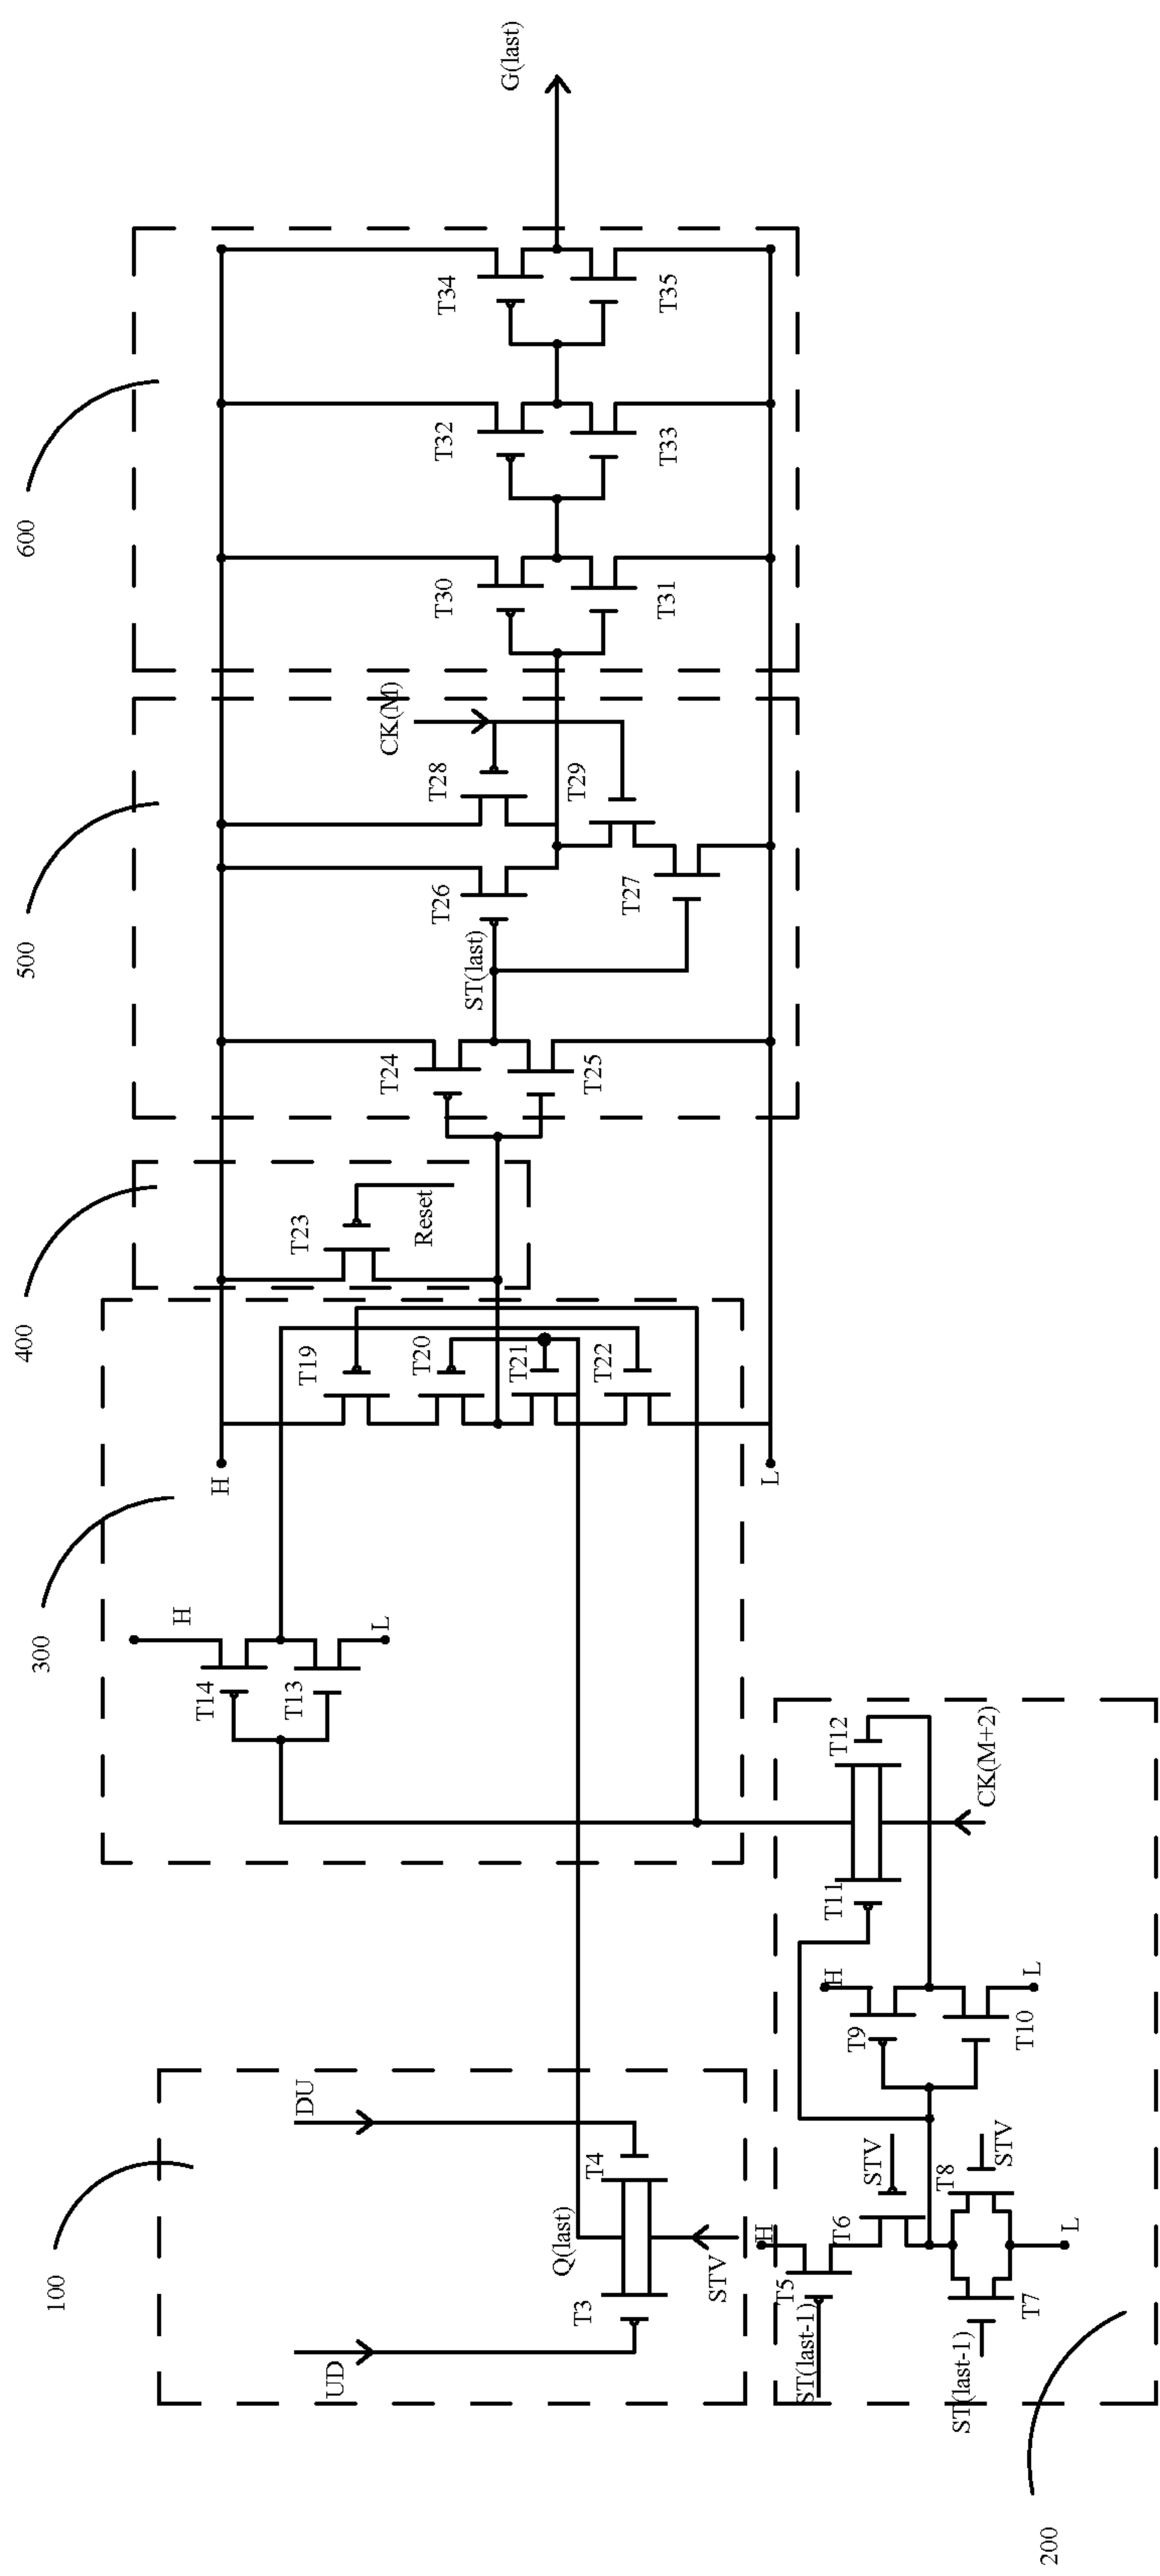 G(last)
600
T34
T35
T32
T33
T30
T31
500
CK(M)
T28
T29
T26
T27
ST(last)
T24
T25
400
T23
Reset
300
T19
T20
T21
T22
H
L
H
T14
T13
L
T12
CK(M+2)
T11
H
T9
T10
L
100
DU
T4
Q(last)
STV
T3
UD
H
T6
STV
T8
STV
T5
ST(last-1)
L
T7
ST(last-1)
200